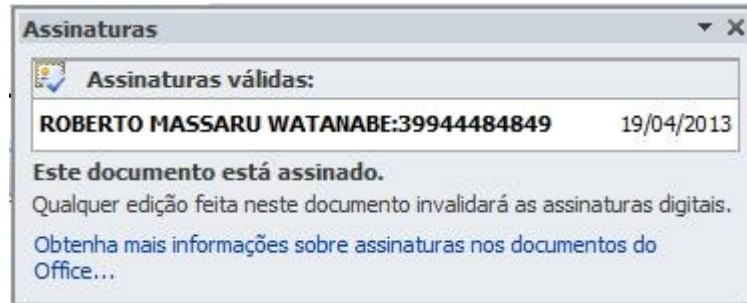 Assinaturas
Assinaturas válidas:
ROBERTO MASSARU WATANABE:39944484849 19/04/2013
Este documento está assinado.
Qualquer edição feita neste documento invalidará as assinaturas digitais.
Obtenha mais informações sobre assinaturas nos documentos do
Office...